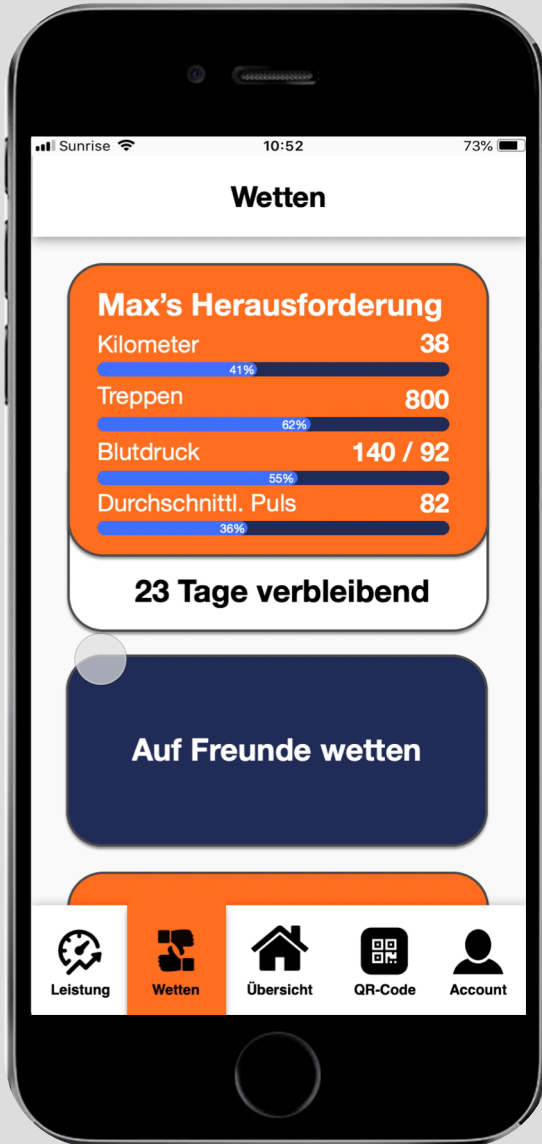 Sunrise 10:52 73%
Wetten
Max's Herausforderung
Kilometer 38
41%
Treppen 800
62%
Blutdruck 140 / 92
55%
Durchschnittl. Puls 82
36%
23 Tage verbleibend
Auf Freunde wetten
Leistung Wetten Übersicht QR-Code Account